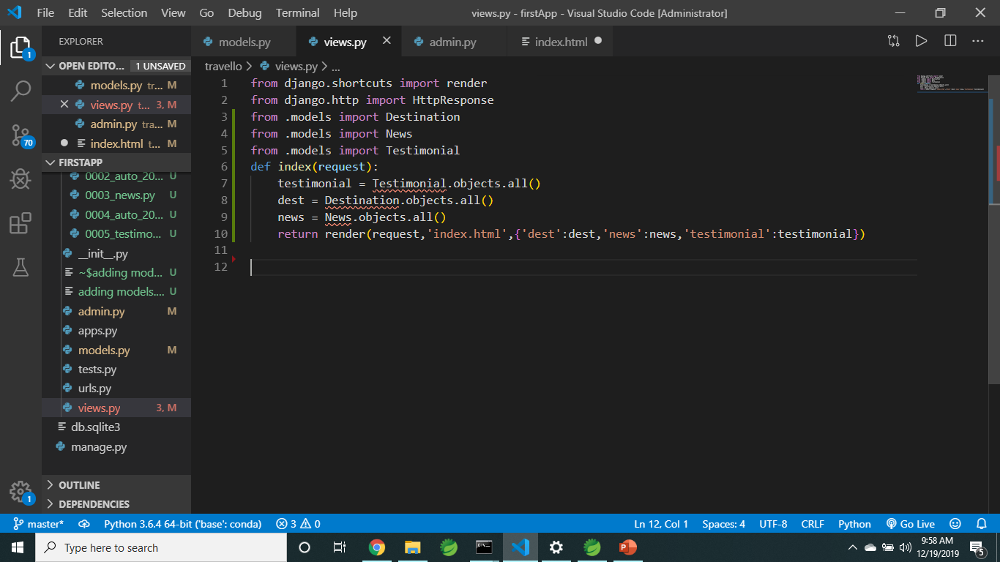 File Edit Selection View Go Debug Terminal Help
views.py - firstApp - Visual Studio Code [Administrator]
EXPLORER
models.py
views.py
admin.py
index.html
1
OPEN EDITO... 1 UNSAVED
models.py tr... M
views.py t... 3, M
admin.py tra... M
index.html t... M
70
FIRSTAPP
0002_auto_20... U
0003_news.py U
0004_auto_20... U
0005_testimo... U
__init__.py
~$adding mod... U
adding models.... U
admin.py M
apps.py
models.py M
tests.py
urls.py
views.py 3, M
db.sqlite3
manage.py
OUTLINE
DEPENDENCIES
1
travello > views.py > ...
1 from django.shortcuts import render
2 from django.http import HttpResponse
3 from .models import Destination
4 from .models import News
5 from .models import Testimonial
6 def index(request):
7 testimonial = Testimonial.objects.all()
8 dest = Destination.objects.all()
9 news = News.objects.all()
10 return render(request,'index.html',{'dest':dest,'news':news,'testimonial':testimonial})
11
12
master* Python 3.6.4 64-bit ('base': conda) 3 0 Ln 12, Col 1 Spaces: 4 UTF-8 CRLF Python Go Live
Type here to search
9:58 AM
12/19/2019
5